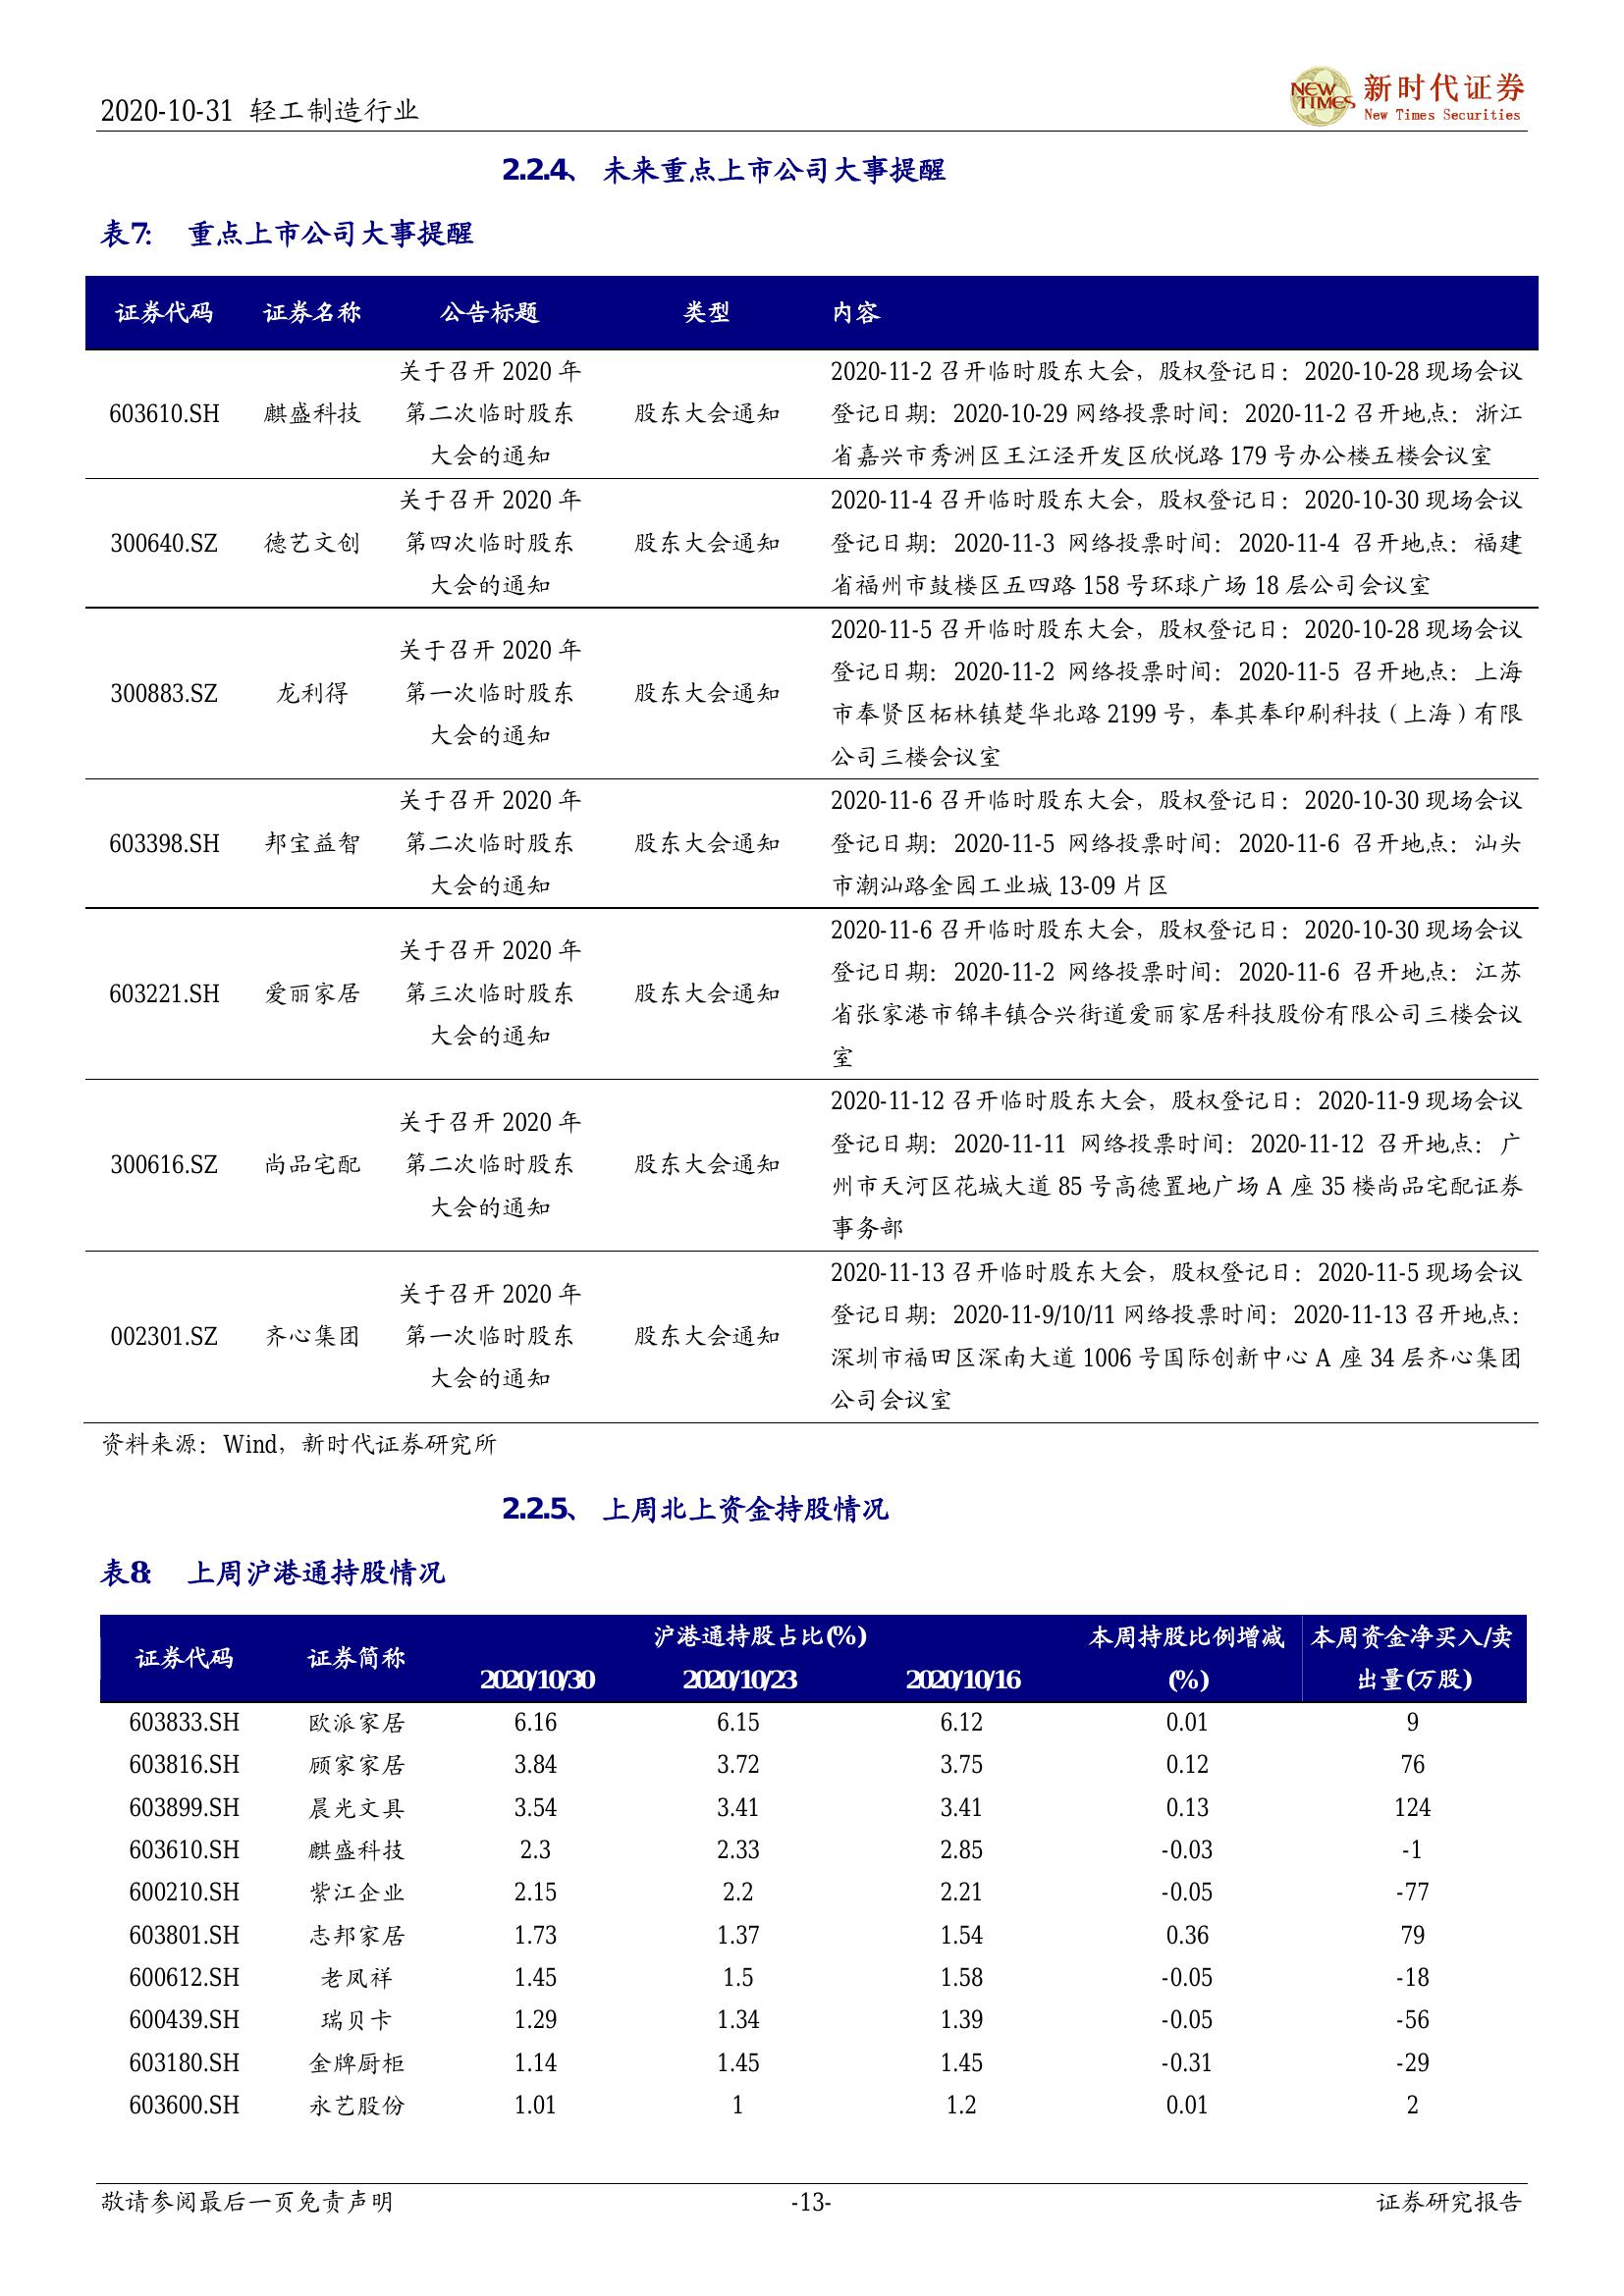 2020-10-31 轻工制造行业
NEW TIMES 新时代证券
New Times Securities
2.2.4、 未来重点上市公司大事提醒
表7: 重点上市公司大事提醒
证券代码 证券名称 公告标题 类型 内容
603610.SH 麒盛科技 关于召开 2020 年
第二次临时股东
大会的通知 股东大会通知 2020-11-2 召开临时股东大会，股权登记日：2020-10-28 现场会议
登记日期：2020-10-29 网络投票时间：2020-11-2 召开地点：浙江
省嘉兴市秀洲区王江泾开发区欣悦路 179 号办公楼五楼会议室
300640.SZ 德艺文创 关于召开 2020 年
第四次临时股东
大会的通知 股东大会通知 2020-11-4 召开临时股东大会，股权登记日：2020-10-30 现场会议
登记日期：2020-11-3 网络投票时间：2020-11-4 召开地点：福建
省福州市鼓楼区五四路 158 号环球广场 18 层公司会议室
300883.SZ 龙利得 关于召开 2020 年
第一次临时股东
大会的通知 股东大会通知 2020-11-5 召开临时股东大会，股权登记日：2020-10-28 现场会议
登记日期：2020-11-2 网络投票时间：2020-11-5 召开地点：上海
市奉贤区柘林镇楚华北路 2199 号，奉其奉印刷科技（上海）有限
公司三楼会议室
603398.SH 邦宝益智 关于召开 2020 年
第二次临时股东
大会的通知 股东大会通知 2020-11-6 召开临时股东大会，股权登记日：2020-10-30 现场会议
登记日期：2020-11-5 网络投票时间：2020-11-6 召开地点：汕头
市潮汕路金园工业城 13-09 片区
603221.SH 爱丽家居 关于召开 2020 年
第三次临时股东
大会的通知 股东大会通知 2020-11-6 召开临时股东大会，股权登记日：2020-10-30 现场会议
登记日期：2020-11-2 网络投票时间：2020-11-6 召开地点：江苏
省张家港市锦丰镇合兴街道爱丽家居科技股份有限公司三楼会议
室
300616.SZ 尚品宅配 关于召开 2020 年
第二次临时股东
大会的通知 股东大会通知 2020-11-12 召开临时股东大会，股权登记日：2020-11-9 现场会议
登记日期：2020-11-11 网络投票时间：2020-11-12 召开地点：广
州市天河区花城大道 85 号高德置地广场 A 座 35 楼尚品宅配证券
事务部
002301.SZ 齐心集团 关于召开 2020 年
第一次临时股东
大会的通知 股东大会通知 2020-11-13 召开临时股东大会，股权登记日：2020-11-5 现场会议
登记日期：2020-11-9/10/11 网络投票时间：2020-11-13 召开地点：
深圳市福田区深南大道 1006 号国际创新中心 A 座 34 层齐心集团
公司会议室
资料来源：Wind，新时代证券研究所
2.2.5、 上周北上资金持股情况
表8: 上周沪港通持股情况
证券代码 证券简称 沪港通持股占比(%) 本周持股比例增减 本周资金净买入/卖
2020/10/30 2020/10/23 2020/10/16 (%) 出量(万股)
603833.SH 欧派家居 6.16 6.15 6.12 0.01 9
603816.SH 顾家家居 3.84 3.72 3.75 0.12 76
603899.SH 晨光文具 3.54 3.41 3.41 0.13 124
603610.SH 麒盛科技 2.3 2.33 2.85 -0.03 -1
600210.SH 紫江企业 2.15 2.2 2.21 -0.05 -77
603801.SH 志邦家居 1.73 1.37 1.54 0.36 79
600612.SH 老凤祥 1.45 1.5 1.58 -0.05 -18
600439.SH 瑞贝卡 1.29 1.34 1.39 -0.05 -56
603180.SH 金牌厨柜 1.14 1.45 1.45 -0.31 -29
603600.SH 永艺股份 1.01 1 1.2 0.01 2
敬请参阅最后一页免责声明 -13- 证券研究报告